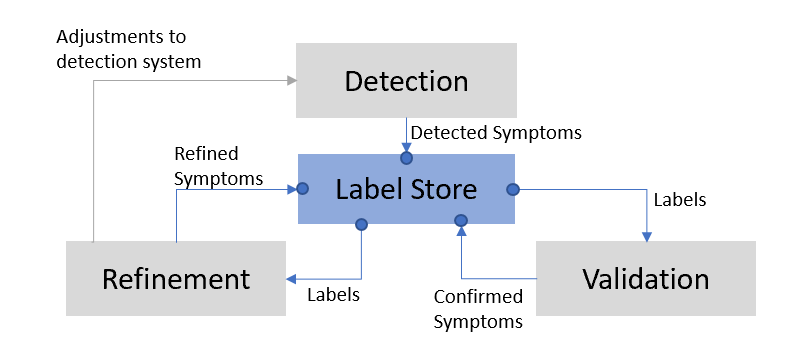 Adjustments to
detection system
Detection
Detected Symptoms
Refined
Symptoms
Label Store
Labels
Refinement
Labels
Validation
Confirmed
Symptoms